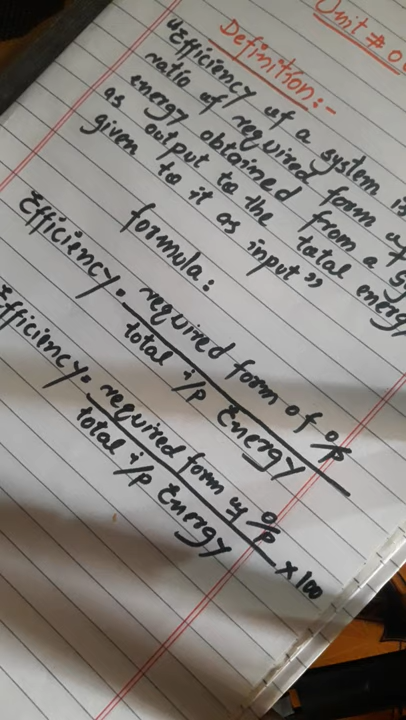 Unit # 0
Definition:-
"Efficiency of a system is
ratio of required form of
energy obtained from a
as output to the total energy
given to it as input"
formula:
Efficiency = required form of o/p
total i/p Energy
Efficiency = required form of o/p × 100
total i/p Energy